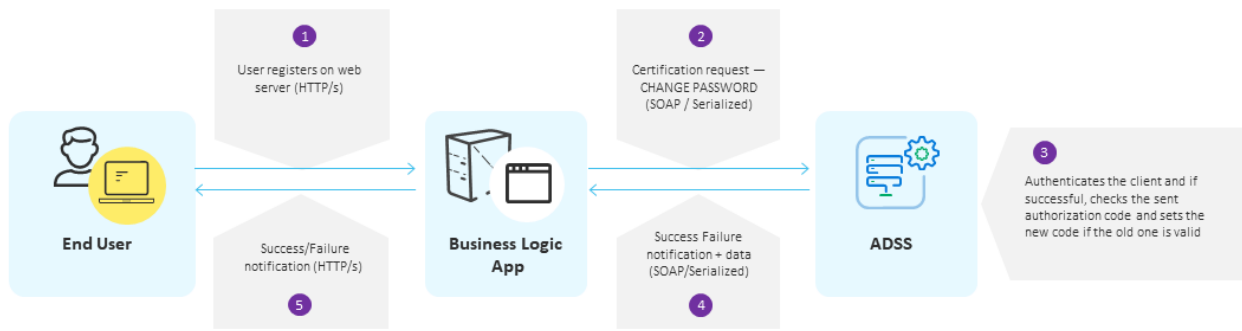 1
User registers on web
server (HTTP/s)
2
Certification request —
CHANGE PASSWORD
(SOAP / Serialized)
3
Authenticates the client and if
successful, checks the sent
authorization code and sets the
new code if the old one is valid
End User
Business Logic
App
ADSS
Success/Failure
notification (HTTP/s)
5
Success Failure
notification + data
(SOAP/Serialized)
4